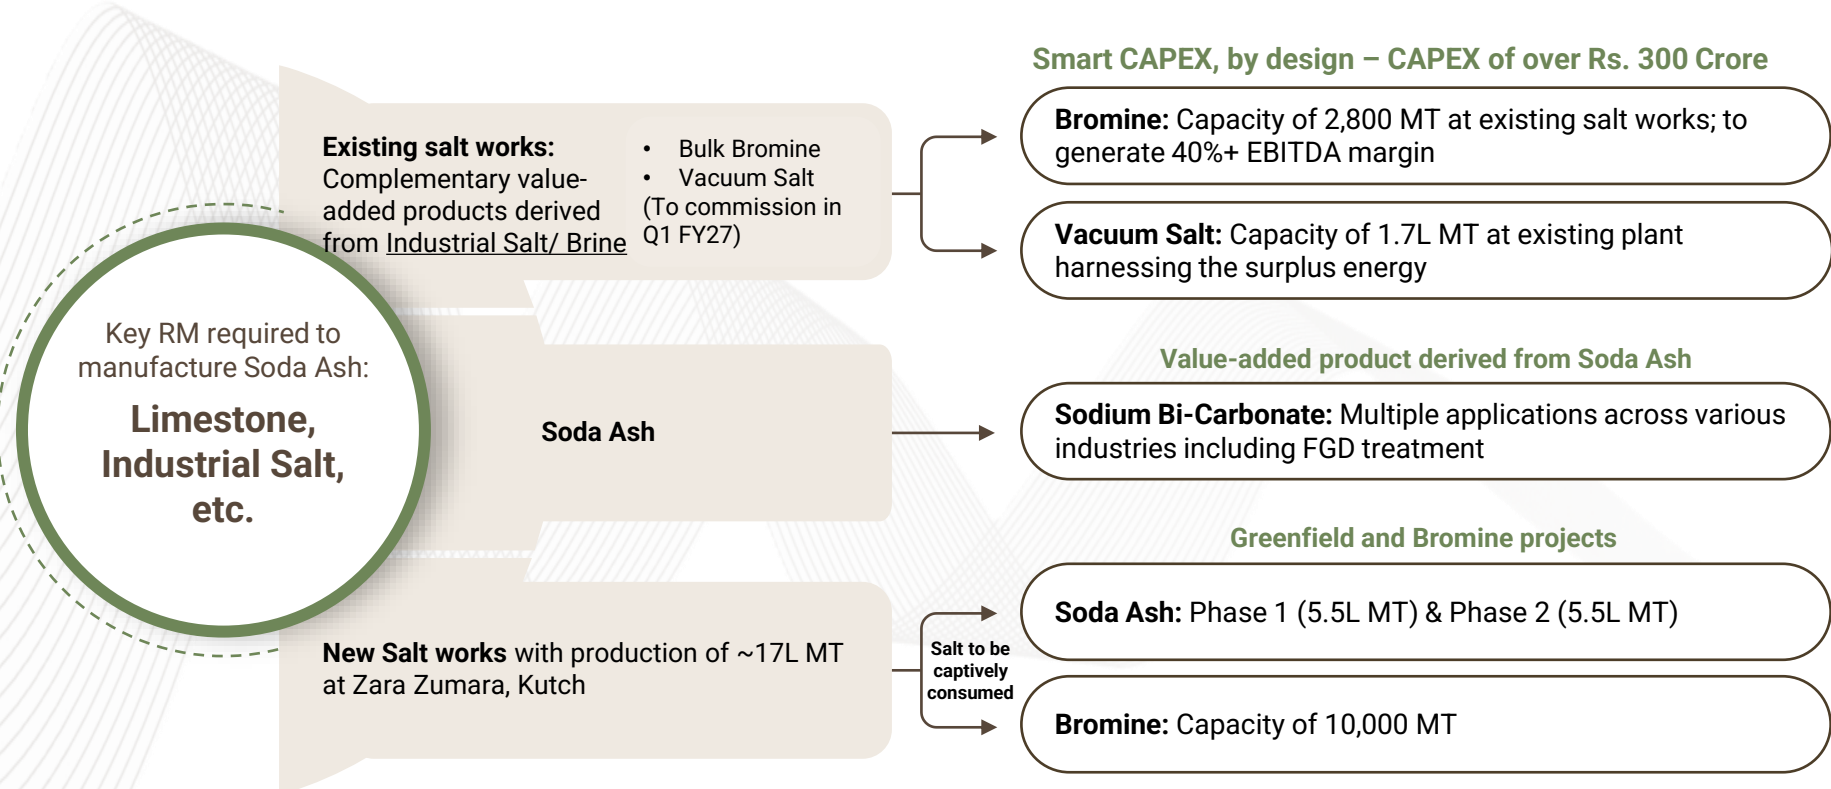 Key RM required to
manufacture Soda Ash:
Limestone,
Industrial Salt,
etc.
Existing salt works:
Complementary value-
added products derived
from Industrial Salt/ Brine
• Bulk Bromine
• Vacuum Salt
(To commission in
Q1 FY27)
Smart CAPEX, by design – CAPEX of over Rs. 300 Crore
Bromine: Capacity of 2,800 MT at existing salt works; to
generate 40%+ EBITDA margin
Vacuum Salt: Capacity of 1.7L MT at existing plant
harnessing the surplus energy
Soda Ash
Value-added product derived from Soda Ash
Sodium Bi-Carbonate: Multiple applications across various
industries including FGD treatment
New Salt works with production of ~17L MT
at Zara Zumara, Kutch
Salt to be
captively
consumed
Greenfield and Bromine projects
Soda Ash: Phase 1 (5.5L MT) & Phase 2 (5.5L MT)
Bromine: Capacity of 10,000 MT